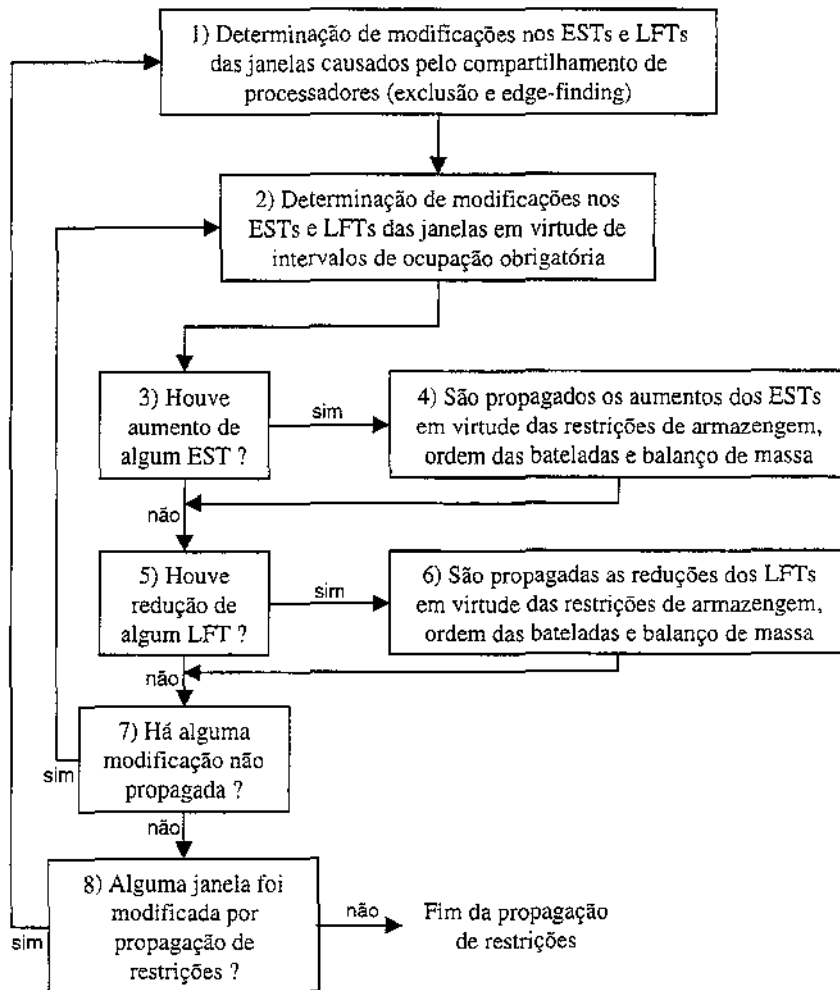 1) Determinação de modificações nos ESTs e LFTs
das janelas causados pelo compartilhamento de
processadores (exclusão e edge-finding)
2) Determinação de modificações nos
ESTs e LFTs das janelas em virtude de
intervalos de ocupação obrigatória
3) Houve
aumento de
algum EST ?
sim
4) São propagados os aumentos dos ESTs
em virtude das restrições de armazengem,
ordem das bateladas e balanço de massa
não
5) Houve
redução de
algum LFT ?
sim
6) São propagadas as reduções dos LFTs
em virtude das restrições de armazengem,
ordem das bateladas e balanço de massa
não
7) Há alguma
modificação não
propagada ?
sim
não
8) Alguma janela foi
modificada por
propagação de
restrições ?
sim
não
Fim da propagação
de restrições